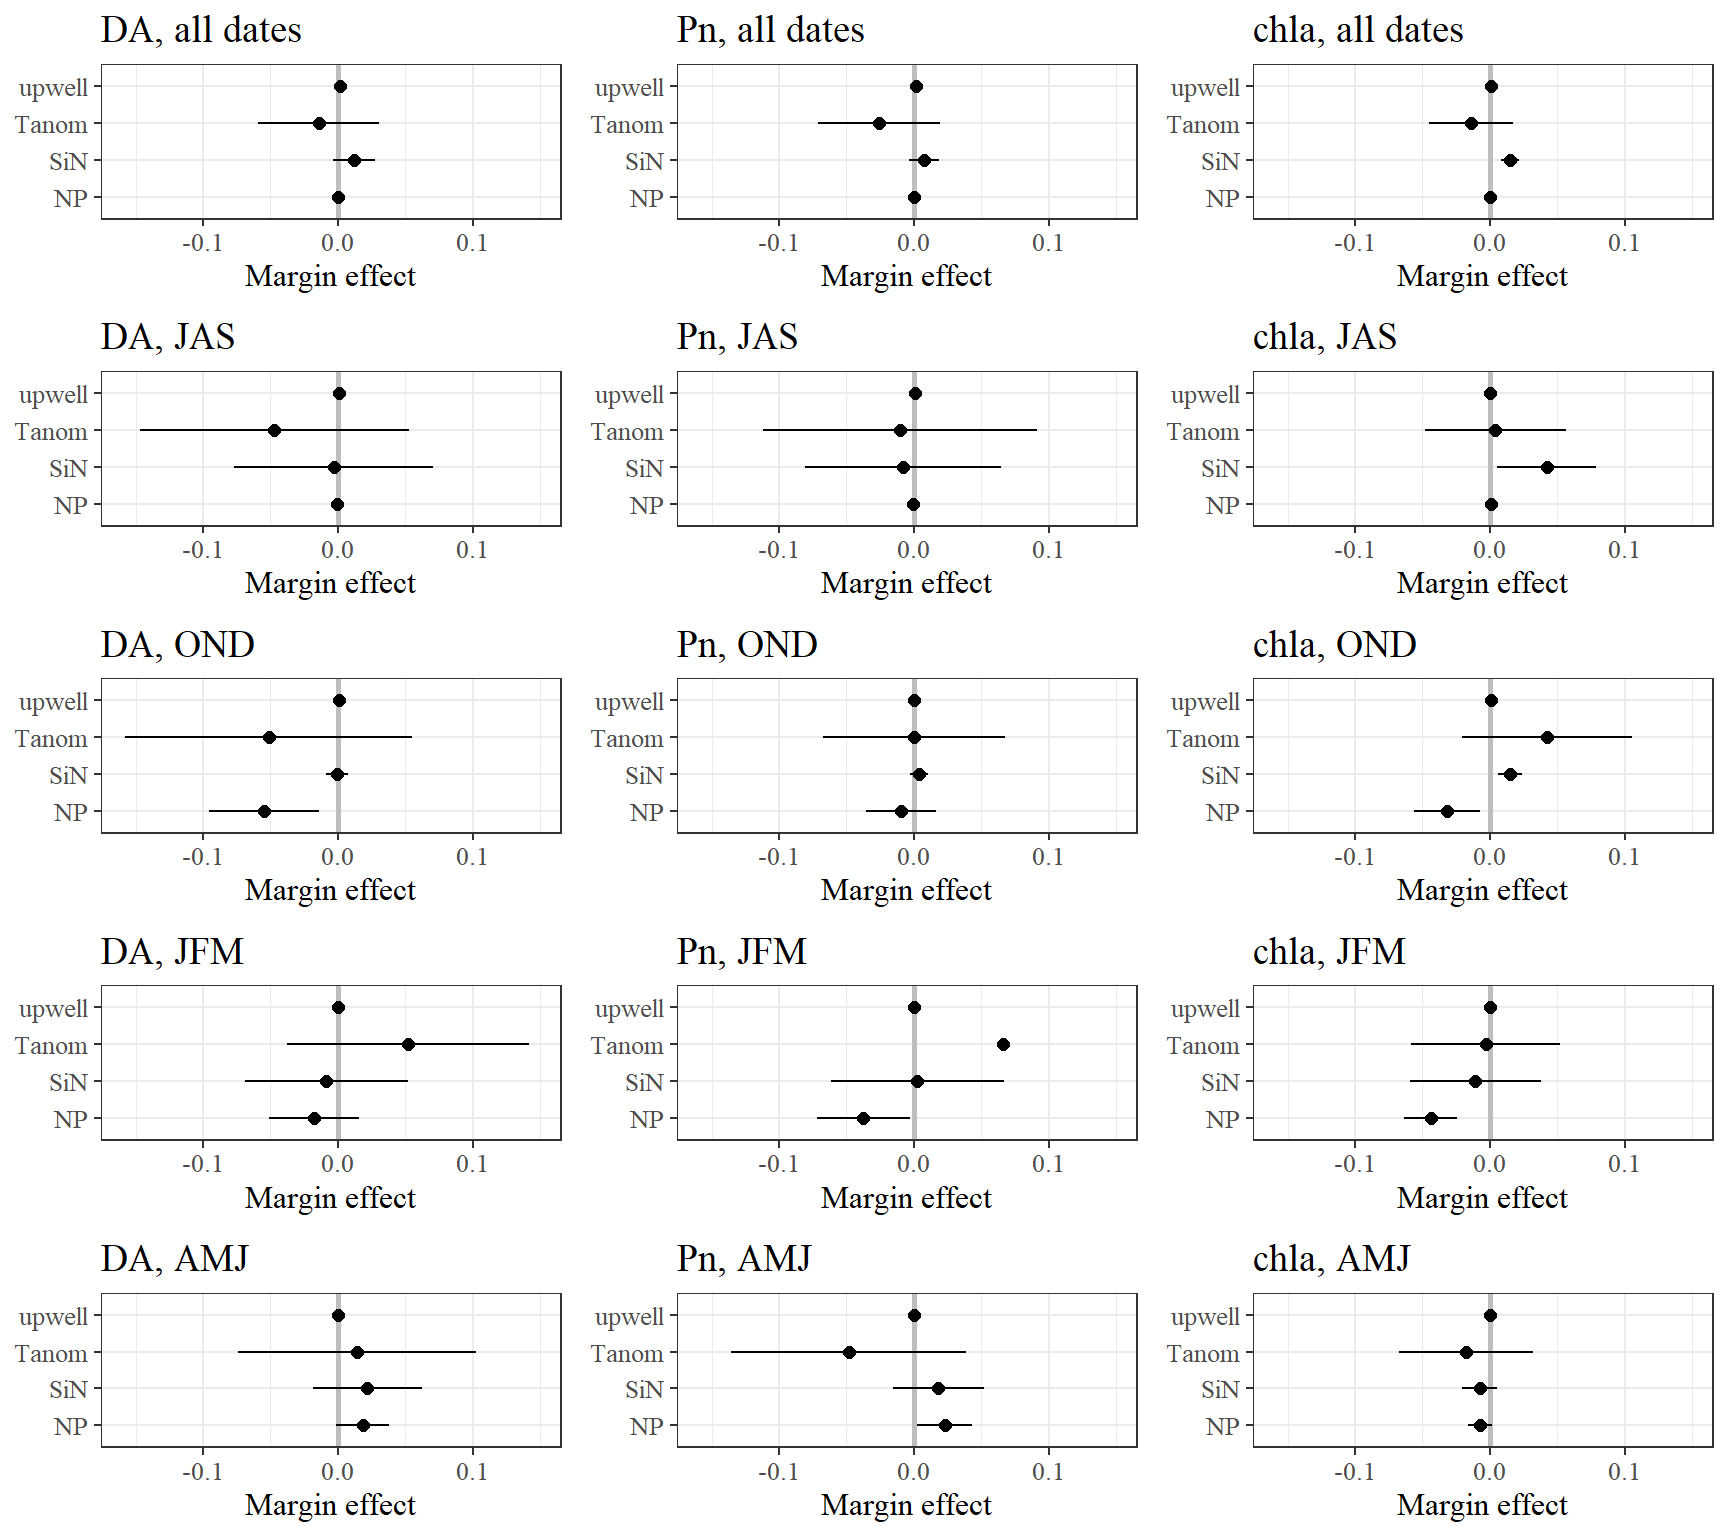 DA, all dates
upwell
Tanom
SiN
NP
-0.1 0.0 0.1
Margin effect
Pn, all dates
upwell
Tanom
SiN
NP
-0.1 0.0 0.1
Margin effect
chla, all dates
upwell
Tanom
SiN
NP
-0.1 0.0 0.1
Margin effect
DA, JAS
upwell
Tanom
SiN
NP
-0.1 0.0 0.1
Margin effect
Pn, JAS
upwell
Tanom
SiN
NP
-0.1 0.0 0.1
Margin effect
chla, JAS
upwell
Tanom
SiN
NP
-0.1 0.0 0.1
Margin effect
DA, OND
upwell
Tanom
SiN
NP
-0.1 0.0 0.1
Margin effect
Pn, OND
upwell
Tanom
SiN
NP
-0.1 0.0 0.1
Margin effect
chla, OND
upwell
Tanom
SiN
NP
-0.1 0.0 0.1
Margin effect
DA, JFM
upwell
Tanom
SiN
NP
-0.1 0.0 0.1
Margin effect
Pn, JFM
upwell
Tanom
SiN
NP
-0.1 0.0 0.1
Margin effect
chla, JFM
upwell
Tanom
SiN
NP
-0.1 0.0 0.1
Margin effect
DA, AMJ
upwell
Tanom
SiN
NP
-0.1 0.0 0.1
Margin effect
Pn, AMJ
upwell
Tanom
SiN
NP
-0.1 0.0 0.1
Margin effect
chla, AMJ
upwell
Tanom
SiN
NP
-0.1 0.0 0.1
Margin effect